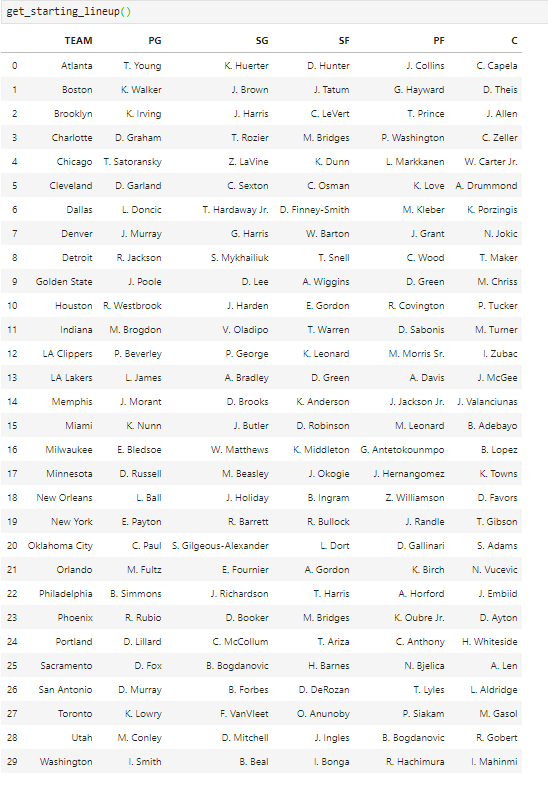 get_starting_lineup()
TEAM PG SG SF PF C
0 Atlanta T. Young K. Huerter D. Hunter J. Collins C. Capela
1 Boston K. Walker J. Brown J. Tatum G. Hayward D. Theis
2 Brooklyn K. Irving J. Harris C. LeVert T. Prince J. Allen
3 Charlotte D. Graham T. Rozier M. Bridges P. Washington C. Zeller
4 Chicago T. Satoransky Z. LaVine K. Dunn L. Markkanen W. Carter Jr.
5 Cleveland D. Garland C. Sexton C. Osman K. Love A. Drummond
6 Dallas L. Doncic T. Hardaway Jr. D. Finney-Smith M. Kleber K. Porzingis
7 Denver J. Murray G. Harris W. Barton J. Grant N. Jokic
8 Detroit R. Jackson S. Mykhailiuk T. Snell C. Wood T. Maker
9 Golden State J. Poole D. Lee A. Wiggins D. Green M. Chriss
10 Houston R. Westbrook J. Harden E. Gordon R. Covington P. Tucker
11 Indiana M. Brogdon V. Oladipo T. Warren D. Sabonis M. Turner
12 LA Clippers P. Beverley P. George K. Leonard M. Morris Sr. I. Zubac
13 LA Lakers L. James A. Bradley D. Green A. Davis J. McGee
14 Memphis J. Morant D. Brooks K. Anderson J. Jackson Jr. J. Valanciunas
15 Miami K. Nunn J. Butler D. Robinson M. Leonard B. Adebayo
16 Milwaukee E. Bledsoe W. Matthews K. Middleton G. Antetokounmpo B. Lopez
17 Minnesota D. Russell M. Beasley J. Okogie J. Hernangomez K. Towns
18 New Orleans L. Ball J. Holiday B. Ingram Z. Williamson D. Favors
19 New York E. Payton R. Barrett R. Bullock J. Randle T. Gibson
20 Oklahoma City C. Paul S. Gilgeous-Alexander L. Dort D. Gallinari S. Adams
21 Orlando M. Fultz E. Fournier A. Gordon K. Birch N. Vucevic
22 Philadelphia B. Simmons J. Richardson T. Harris A. Horford J. Embiid
23 Phoenix R. Rubio D. Booker M. Bridges K. Oubre Jr. D. Ayton
24 Portland D. Lillard C. McCollum T. Ariza C. Anthony H. Whiteside
25 Sacramento D. Fox B. Bogdanovic H. Barnes N. Bjelica A. Len
26 San Antonio D. Murray B. Forbes D. DeRozan T. Lyles L. Aldridge
27 Toronto K. Lowry F. VanVleet O. Anunoby P. Siakam M. Gasol
28 Utah M. Conley D. Mitchell J. Ingles B. Bogdanovic R. Gobert
29 Washington I. Smith B. Beal I. Bonga R. Hachimura I. Mahinmi